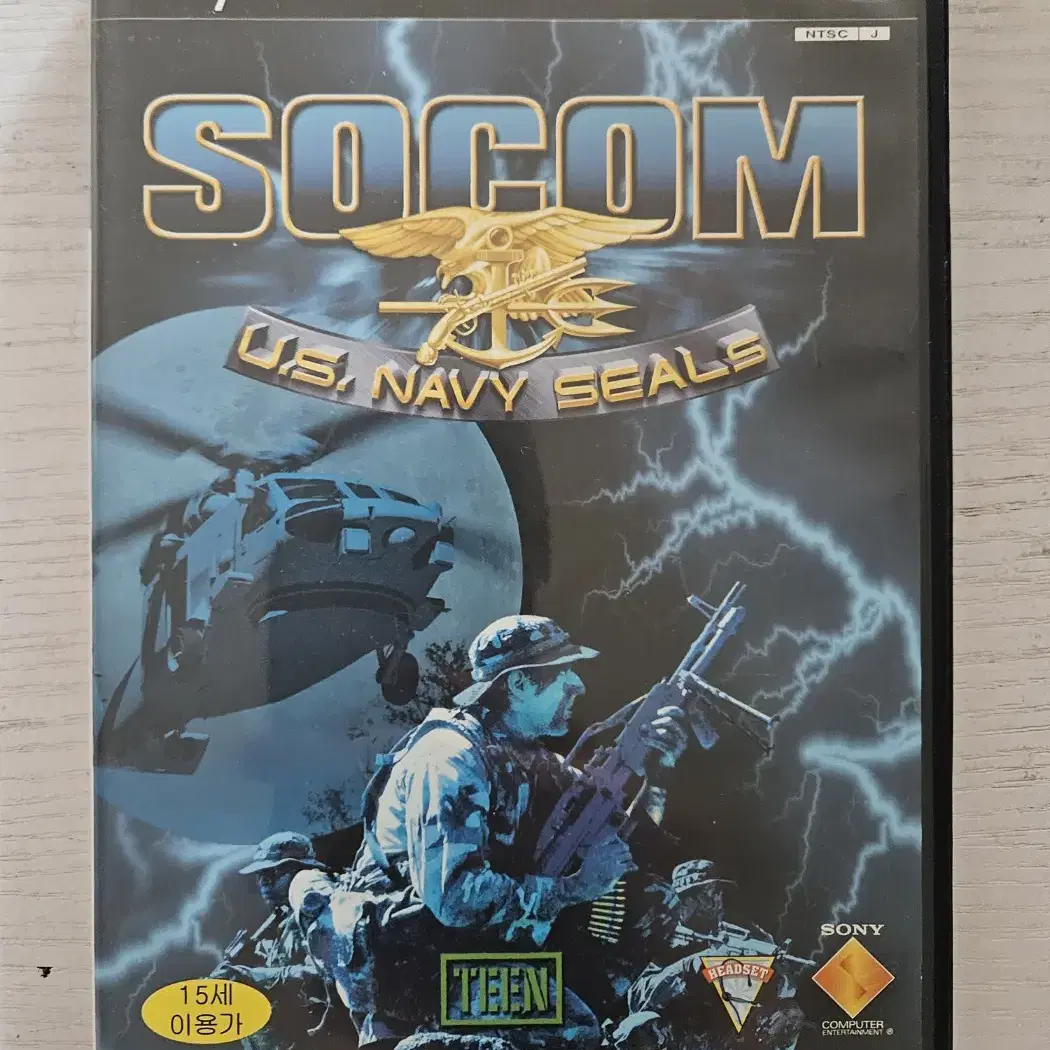 NTSC J
SOCOM
U.S. NAVY SEALS
SONY
HEADSET
TEEN
15세
이용가
COMPUTER
ENTERTAINMENT ®